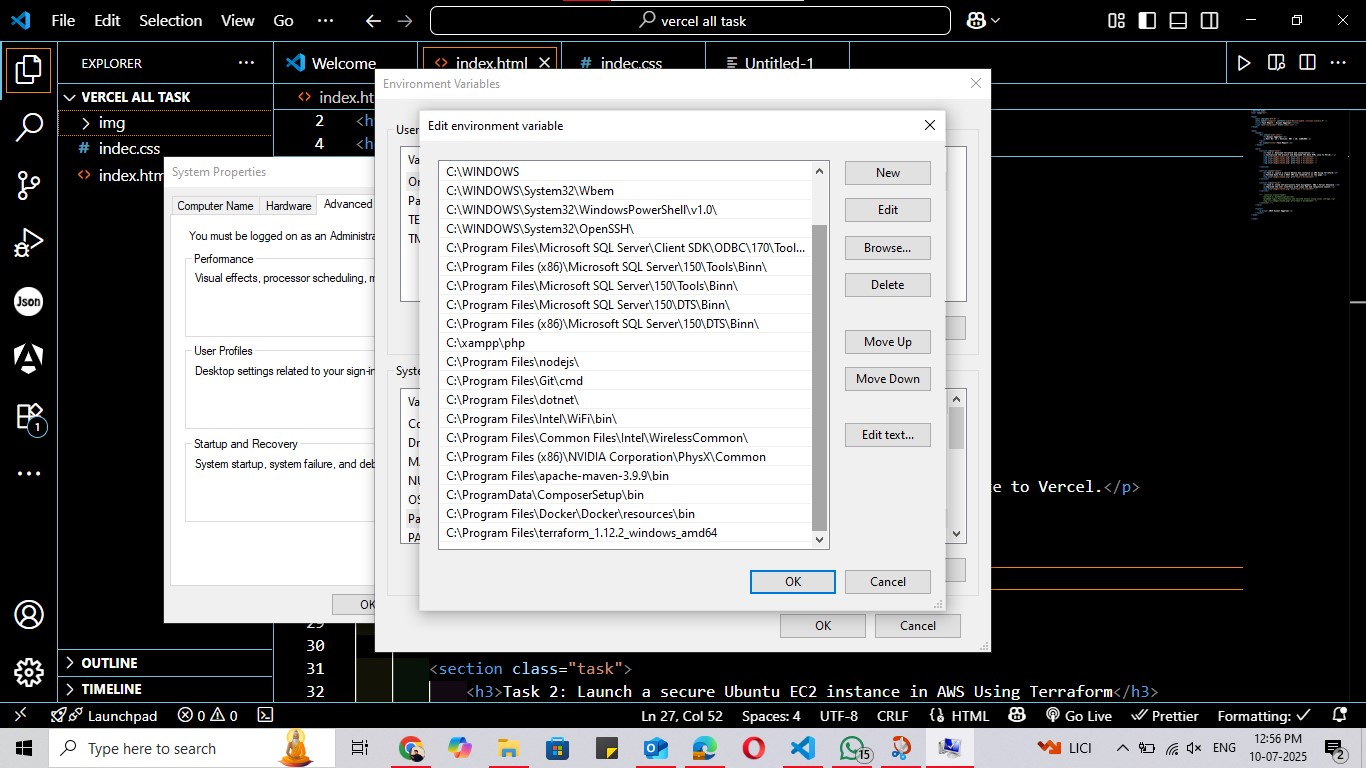 File Edit Selection View Go ··· vercel all task
EXPLORER ···
Welcome index.html indec.css Untitled-1
VERCEL ALL TASK
img
indec.css
index.htm
index.ht
2 <h
4 <h
System Properties
Computer Name Hardware Advanced
You must be logged on as an Administra
Performance
Visual effects, processor scheduling, m
User Profiles
Desktop settings related to your sign-in
Startup and Recovery
System startup, system failure, and deb
OK
Environment Variables
User
Va
Pa
TE
TM
Syste
Va
Co
Dr
NU
OS
Pa
PA
OK Cancel
Edit environment variable
C:\WINDOWS
C:\WINDOWS\System32\Wbem
C:\WINDOWS\System32\WindowsPowerShell\v1.0\
C:\WINDOWS\System32\OpenSSH\
C:\Program Files\Microsoft SQL Server\Client SDK\ODBC\170\Tool...
C:\Program Files (x86)\Microsoft SQL Server\150\Tools\Binn\
C:\Program Files\Microsoft SQL Server\150\Tools\Binn\
C:\Program Files\Microsoft SQL Server\150\DTS\Binn\
C:\Program Files (x86)\Microsoft SQL Server\150\DTS\Binn\
C:\xampp\php
C:\Program Files\nodejs\
C:\Program Files\Git\cmd
C:\Program Files\dotnet\
C:\Program Files\Intel\WiFi\bin\
C:\Program Files\Common Files\Intel\WirelessCommon\
C:\Program Files (x86)\NVIDIA Corporation\PhysX\Common
C:\Program Files\apache-maven-3.9.9\bin
C:\ProgramData\ComposerSetup\bin
C:\Program Files\Docker\Docker\resources\bin
C:\Program Files\terraform_1.12.2_windows_amd64
New
Edit
Browse...
Delete
Move Up
Move Down
Edit text...
OK Cancel
e to Vercel.</p>
30
31 <section class="task">
32 <h3>Task 2: Launch a secure Ubuntu EC2 instance in AWS Using Terraform</h3>
Json
1
OUTLINE
TIMELINE
Launchpad 0 0 Ln 27, Col 52 Spaces: 4 UTF-8 CRLF HTML Go Live Prettier Formatting:
Type here to search 15 LICI ENG 12:56 PM
10-07-2025 2